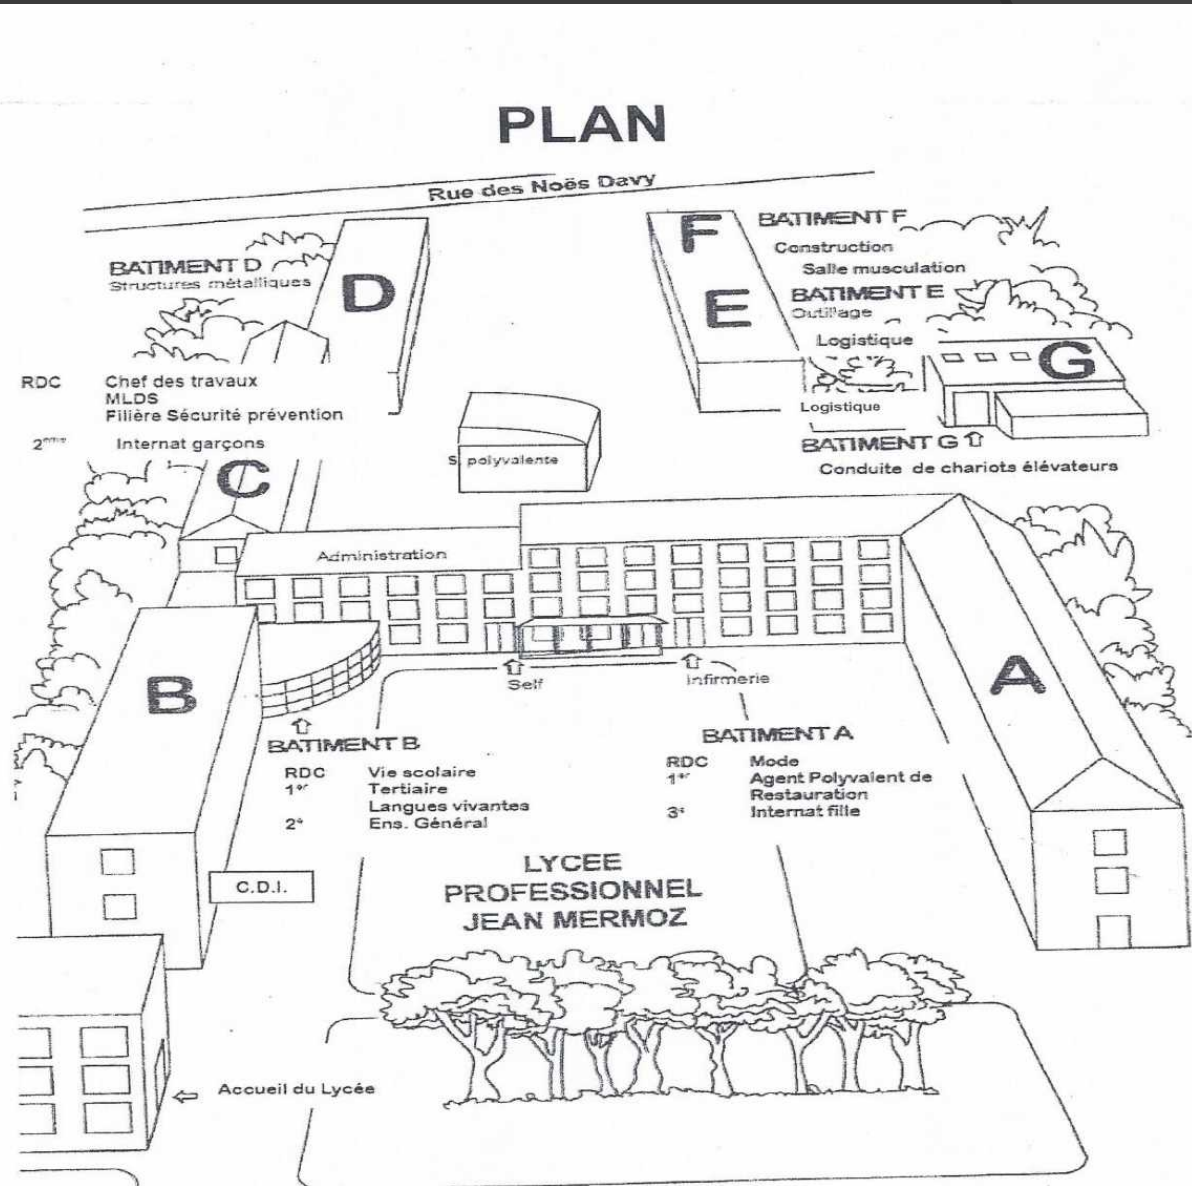 PLAN
Rue des Noës Davy
BATIMENT D
Structures métalliques
D
F
E
BATIMENT F
Construction
Salle musculation
BATIMENT E
Outillage
Logistique
G
Logistique
BATIMENT G
Conduite de chariots élévateurs
RDC Chef des travaux
MLDS
Filière Sécurité prévention
2ème Internat garçons
C
S. polyvalente
Administration
B
A
Self
Infirmerie
BATIMENT B
RDC Vie scolaire
1er Tertiaire
Langues vivantes
2è Ens. Général
BATIMENT A
RDC Mode
1er Agent Polyvalent de
Restauration
3è Internat fille
C.D.I.
LYCEE
PROFESSIONNEL
JEAN MERMOZ
Accueil du Lycée